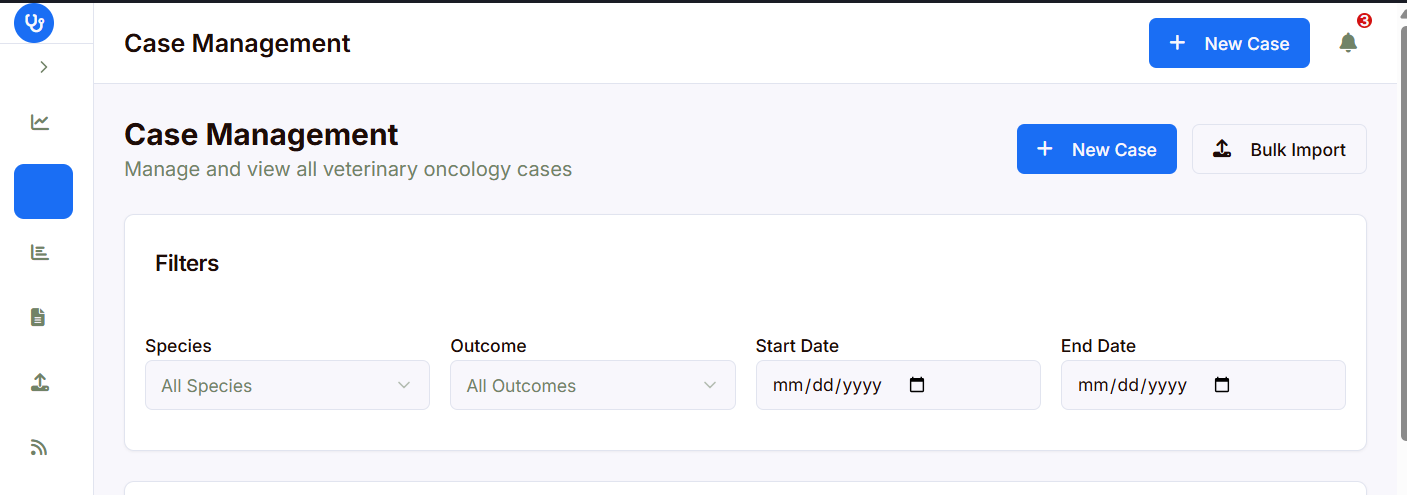 Case Management
New Case
3
Case Management
Manage and view all veterinary oncology cases
New Case
Bulk Import
Filters
Species
Outcome
Start Date
End Date
All Species
All Outcomes
mm/dd/yyyy
mm/dd/yyyy